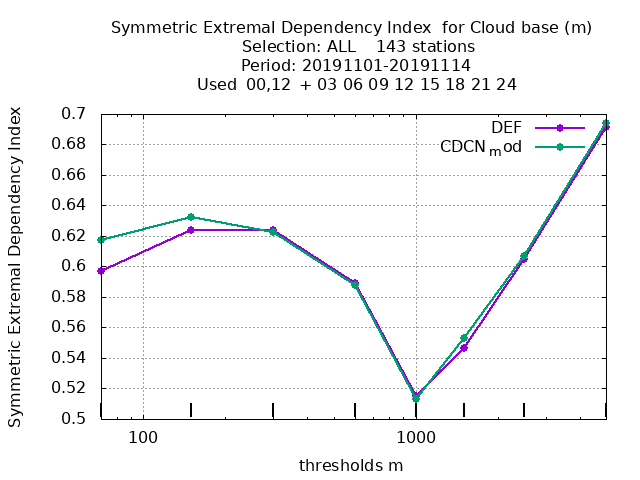 Symmetric Extremal Dependency Index for Cloud base (m)
Selection: ALL 143 stations
Period: 20191101-20191114
Used 00,12 + 03 06 09 12 15 18 21 24
Symmetric Extremal Dependency Index
0.7
0.68
0.66
0.64
0.62
0.6
0.58
0.56
0.54
0.52
0.5
DEF
CDCNmod
100
1000
thresholds m